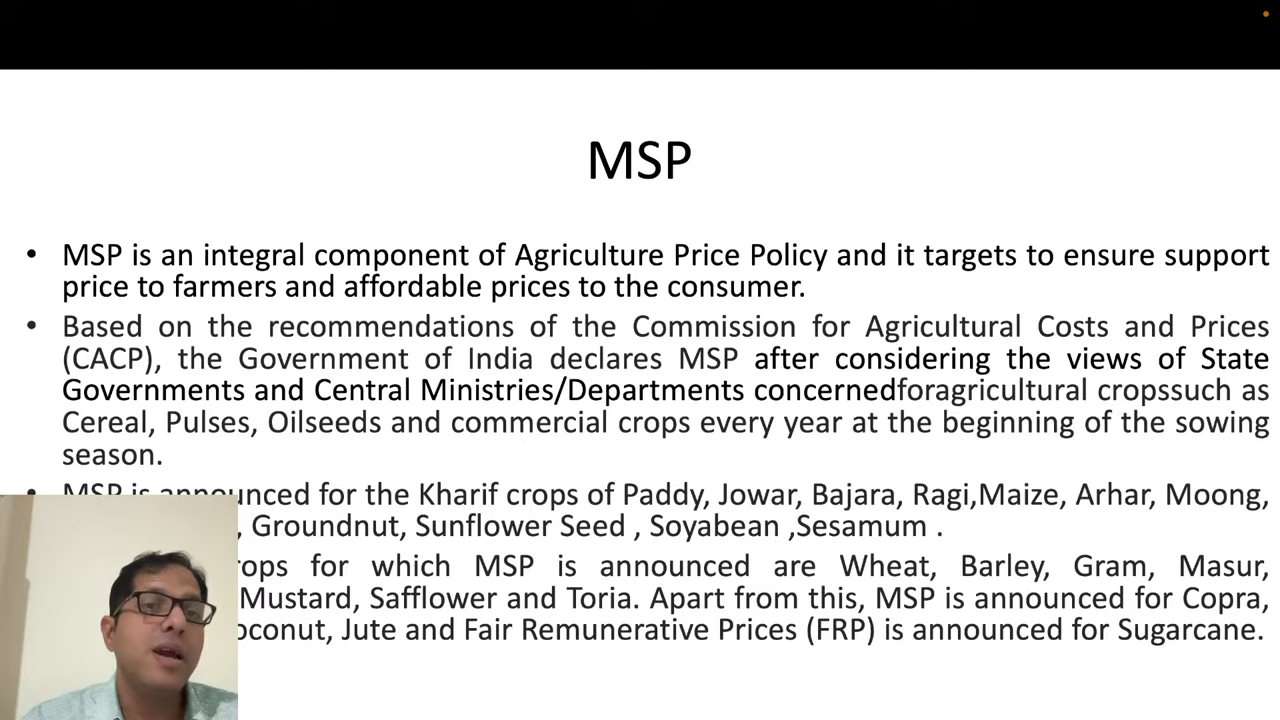 MSP
• MSP is an integral component of Agriculture Price Policy and it targets to ensure support
price to farmers and affordable prices to the consumer.
• Based on the recommendations of the Commission for Agricultural Costs and Prices
(CACP), the Government of India declares MSP after considering the views of State
Governments and Central Ministries/Departments concernedforagricultural cropssuch as
Cereal, Pulses, Oilseeds and commercial crops every year at the beginning of the sowing
season.
• MSP is announced for the Kharif crops of Paddy, Jowar, Bajara, Ragi,Maize, Arhar, Moong,
, Groundnut, Sunflower Seed , Soyabean ,Sesamum .
for which MSP is announced are Wheat, Barley, Gram, Masur,
Mustard, Safflower and Toria. Apart from this, MSP is announced for Copra,
Jute and Fair Remunerative Prices (FRP) is announced for Sugarcane.